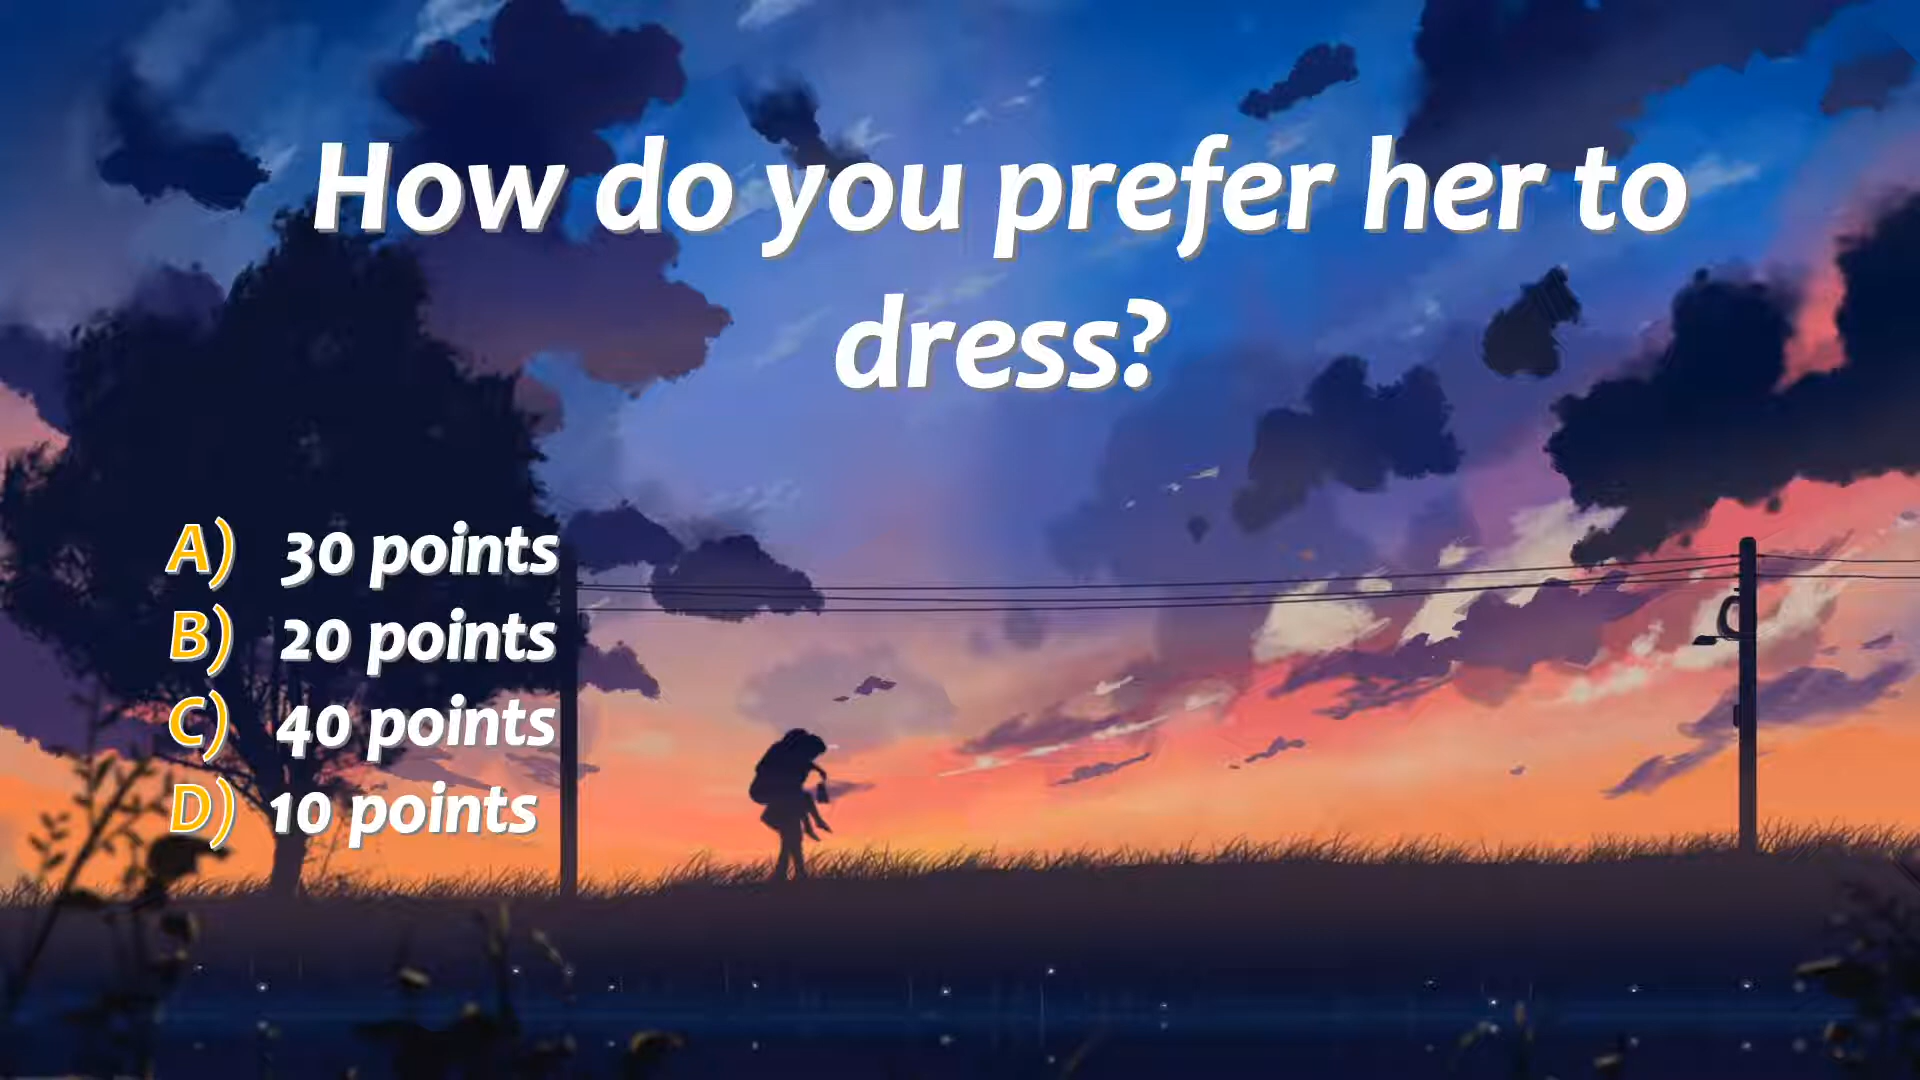 How do you prefer her to
dress?
A) 30 points
B) 20 points
C) 40 points
D) 10 points